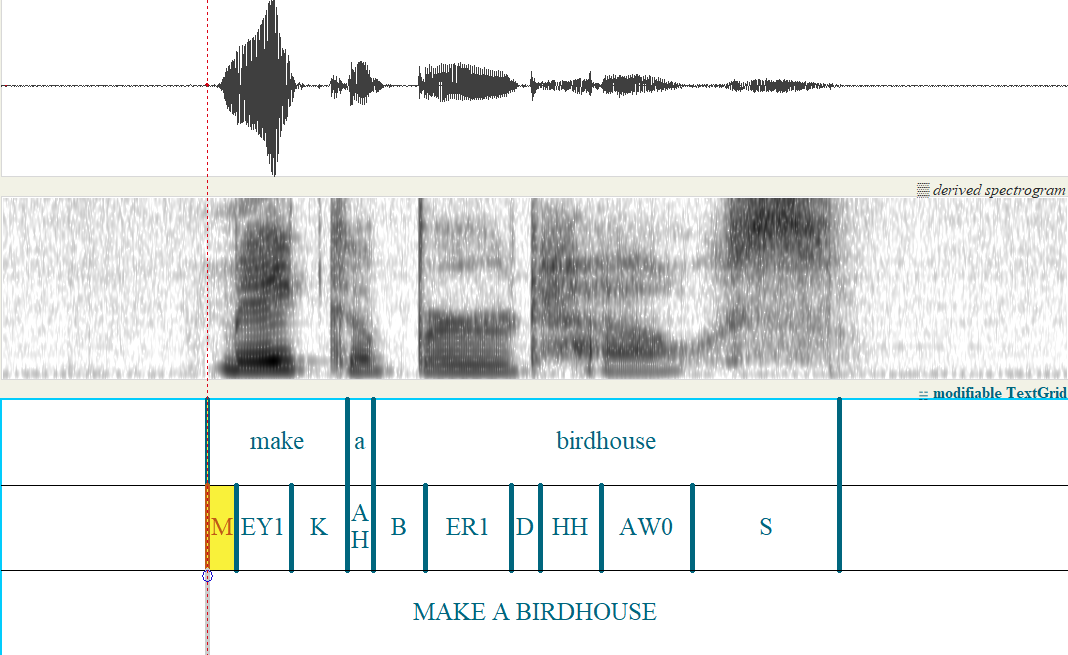 derived spectrogram
modifiable TextGrid
make a birdhouse
M EY1 K AH B ER1 D HH AW0 S
MAKE A BIRDHOUSE